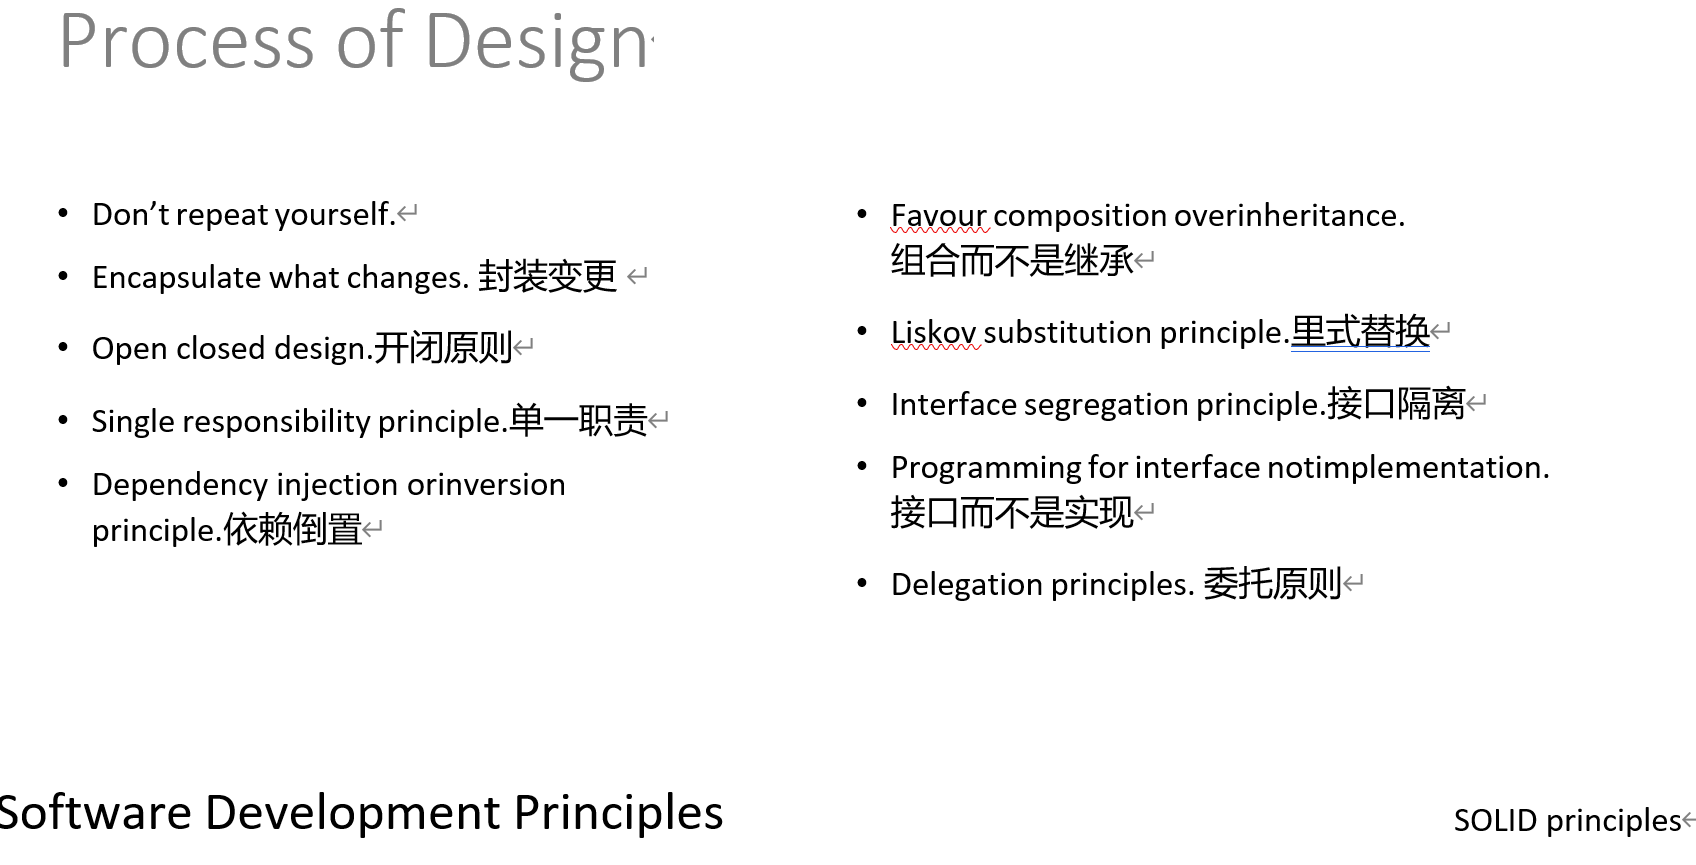 Process of Design
• Don’t repeat yourself.↵
• Encapsulate what changes. 封装变更 ↵
• Open closed design.开闭原则↵
• Single responsibility principle.单一职责↵
• Dependency injection orinversion
principle.依赖倒置↵
• Favour composition overinheritance.
组合而不是继承↵
• Liskov substitution principle.里式替换↵
• Interface segregation principle.接口隔离↵
• Programming for interface notimplementation.
接口而不是实现↵
• Delegation principles. 委托原则↵
Software Development Principles
SOLID principles↵